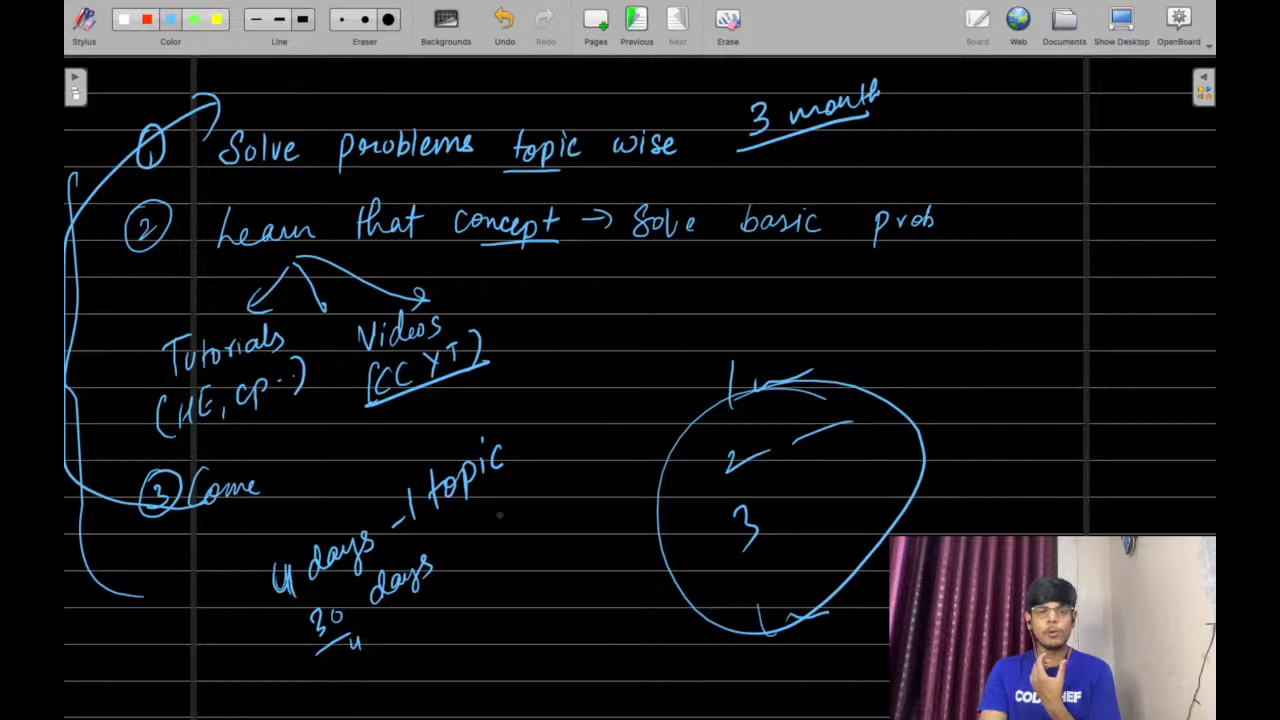 Stylus
Color
Line
Eraser
Backgrounds
Undo
Redo
Pages
Previous
Next
Erase
Board
Web
Documents
Show Desktop
OpenBoard
3 month
1 Solve problems topic wise
2 Learn that concept → Solve basic prob
Tutorials
(HE, CP..)
Videos
[CC YT]
3 Come
4 days - 1 topic
30 days
4
1
2
3
CODECHEF